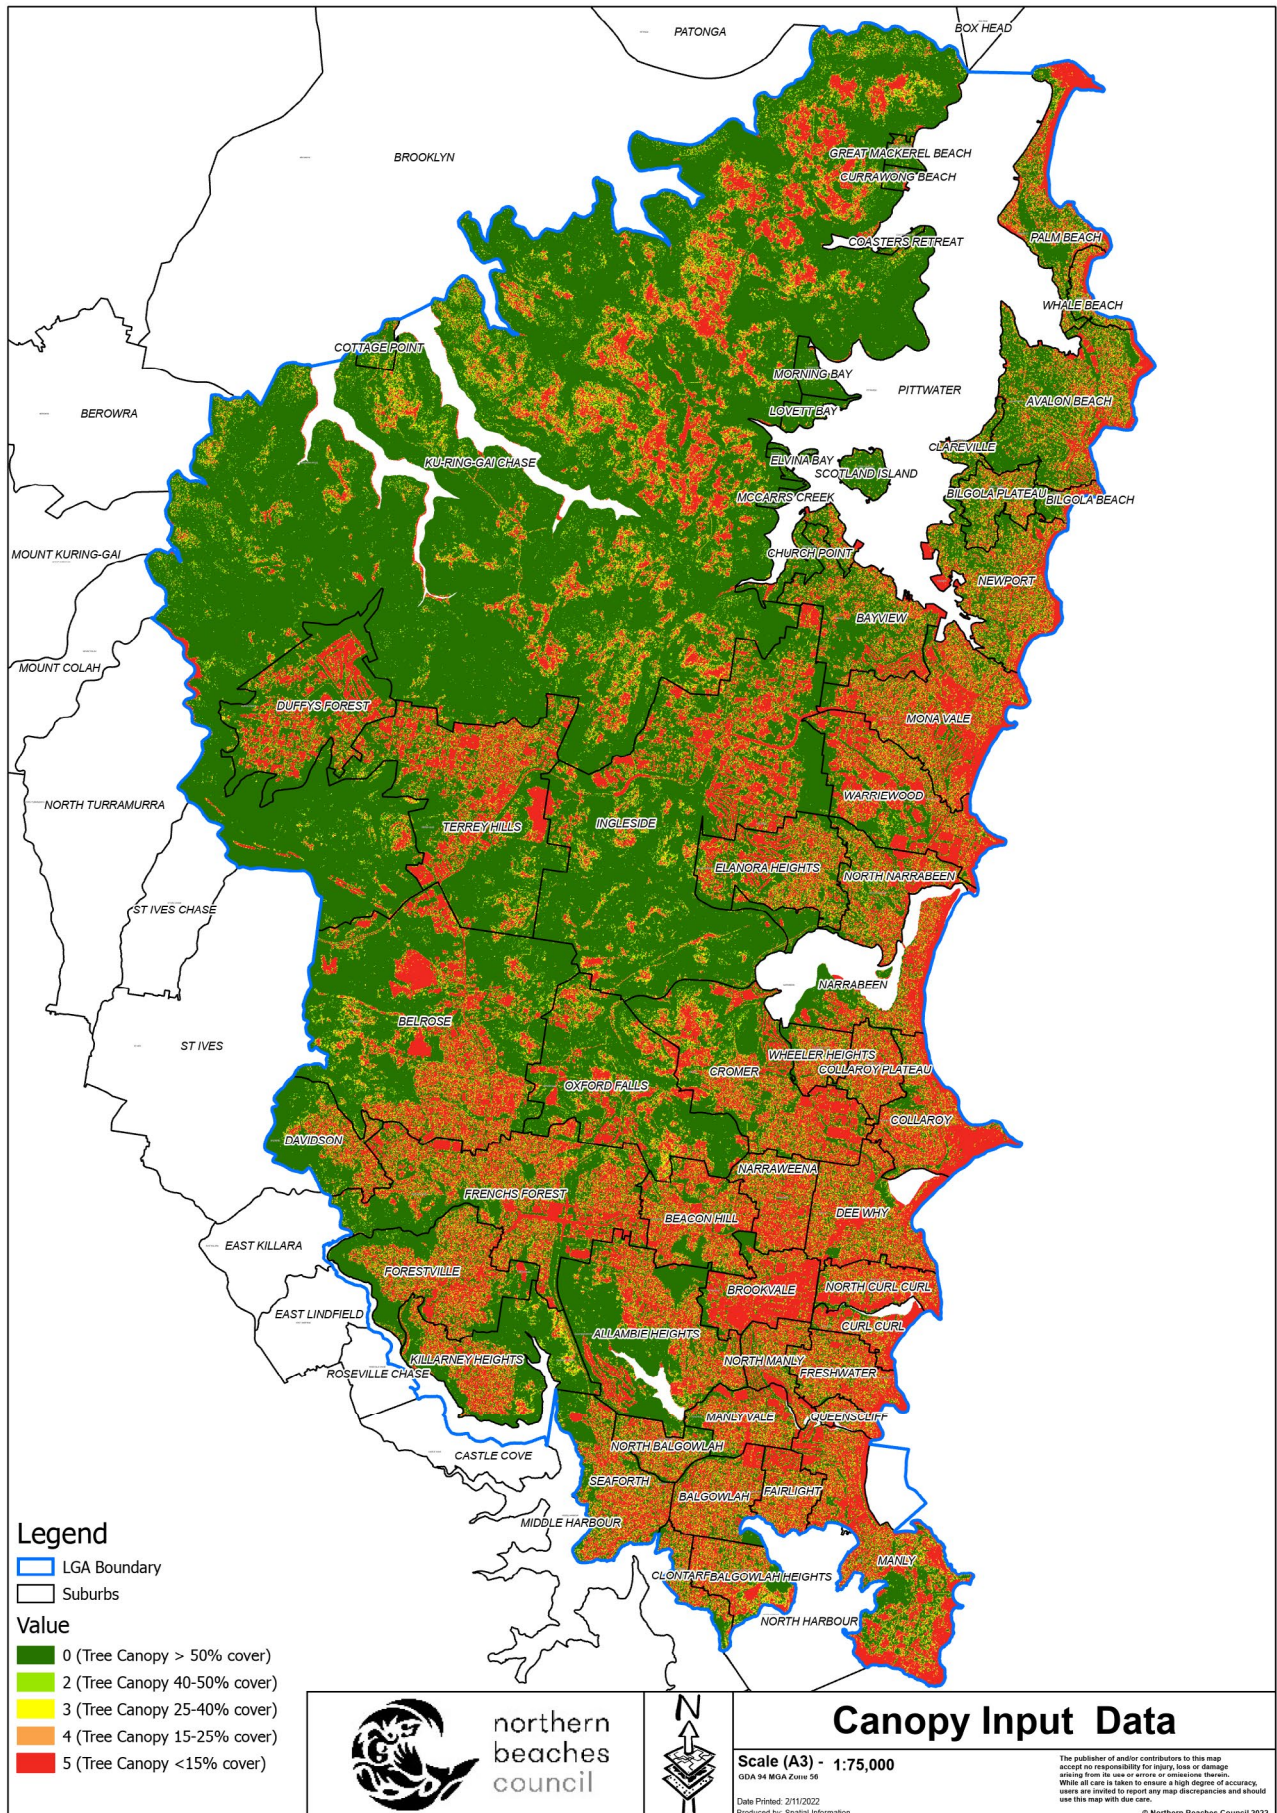 PATONGA
BOX HEAD
BROOKLYN
GREAT MACKEREL BEACH
CURRAWONG BEACH
COASTERS RETREAT
PALM BEACH
WHALE BEACH
COTTAGE POINT
MORNING BAY
PITTWATER
BEROWRA
LOVETT BAY
AVALON BEACH
CLAREVILLE
KU-RING-GAI CHASE
ELVINA BAY
SCOTLAND ISLAND
MCCARRS CREEK
BILGOLA PLATEAU
BILGOLA BEACH
MOUNT KURING-GAI
CHURCH POINT
NEWPORT
BAYVIEW
MOUNT COLAH
DUFFYS FOREST
MONA VALE
NORTH TURRAMURRA
WARRIEWOOD
TERREY HILLS
INGLESIDE
ELANORA HEIGHTS
NORTH NARRABEEN
ST IVES CHASE
NARRABEEN
BELROSE
ST IVES
WHEELER HEIGHTS
COLLAROY PLATEAU
CROMER
OXFORD FALLS
COLLAROY
DAVIDSON
NARRAWEENA
FRENCHS FOREST
BEACON HILL
DEE WHY
EAST KILLARA
FORESTVILLE
BROOKVALE
NORTH CURL CURL
EAST LINDFIELD
CURL CURL
ALLAMBIE HEIGHTS
KILLARNEY HEIGHTS
NORTH MANLY
FRESHWATER
ROSEVILLE CHASE
MANLY VALE
QUEENSCLIFF
NORTH BALGOWLAH
CASTLE COVE
SEAFORTH
BALGOWLAH
FAIRLIGHT
MIDDLE HARBOUR
MANLY
CLONTARF
BALGOWLAH HEIGHTS
NORTH HARBOUR
Legend
LGA Boundary
Suburbs
Value
0 (Tree Canopy > 50% cover)
2 (Tree Canopy 40-50% cover)
3 (Tree Canopy 25-40% cover)
4 (Tree Canopy 15-25% cover)
5 (Tree Canopy <15% cover)
northern
beaches
council
N
Canopy Input Data
Scale (A3) - 1:75,000
GDA 94 MGA Zone 56
Date Printed: 2/11/2022
Produced by: Spatial Information
The publisher of and/or contributors to this map
accept no responsibility for injury, loss or damage
arising from its use or errors or omissions therein.
While all care is taken to ensure a high degree of accuracy,
users are invited to report any map discrepancies and should
use this map with due care.
© Northern Beaches Council 2022